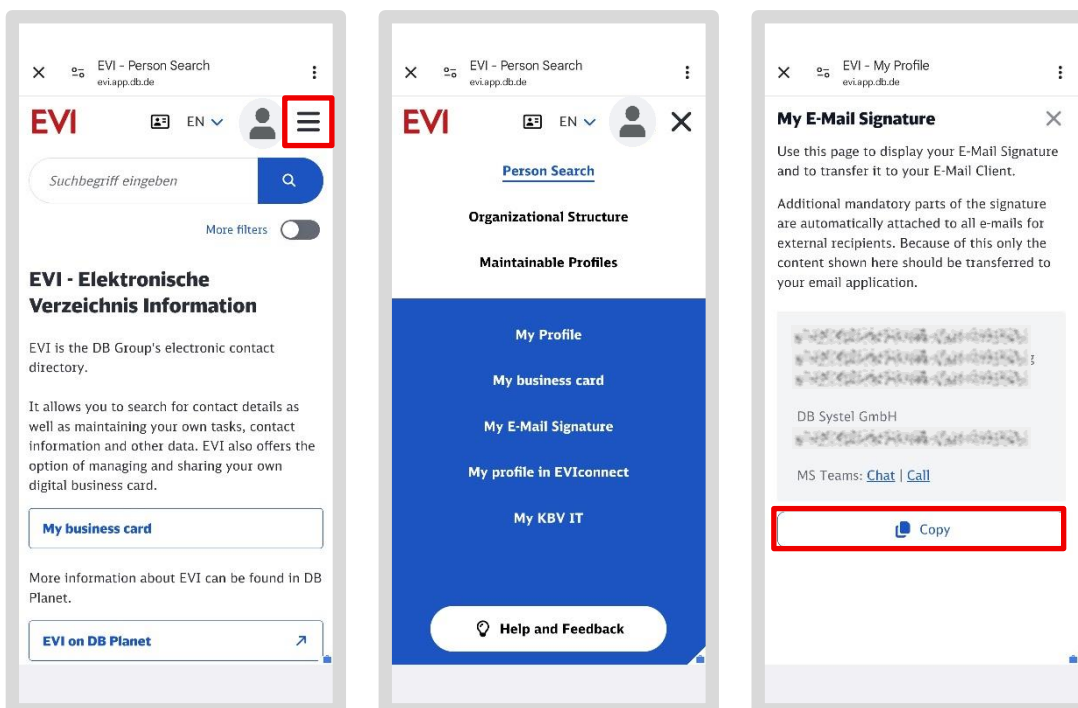 EVI - Person Search
evi.app.db.de
EVI
EN
Suchbegriff eingeben
More filters
EVI - Elektronische
Verzeichnis Information
EVI is the DB Group's electronic contact
directory.
It allows you to search for contact details as
well as maintaining your own tasks, contact
information and other data. EVI also offers the
option of managing and sharing your own
digital business card.
My business card
More information about EVI can be found in DB
Planet.
EVI on DB Planet
EVI - Person Search
evi.app.db.de
EVI
EN
Person Search
Organizational Structure
Maintainable Profiles
My Profile
My business card
My E-Mail Signature
My profile in EVIconnect
My KBV IT
Help and Feedback
EVI - My Profile
evi.app.db.de
My E-Mail Signature
Use this page to display your E-Mail Signature
and to transfer it to your E-Mail Client.
Additional mandatory parts of the signature
are automatically attached to all e-mails for
external recipients. Because of this only the
content shown here should be transferred to
your email application.
DB Systel GmbH
MS Teams: Chat | Call
Copy